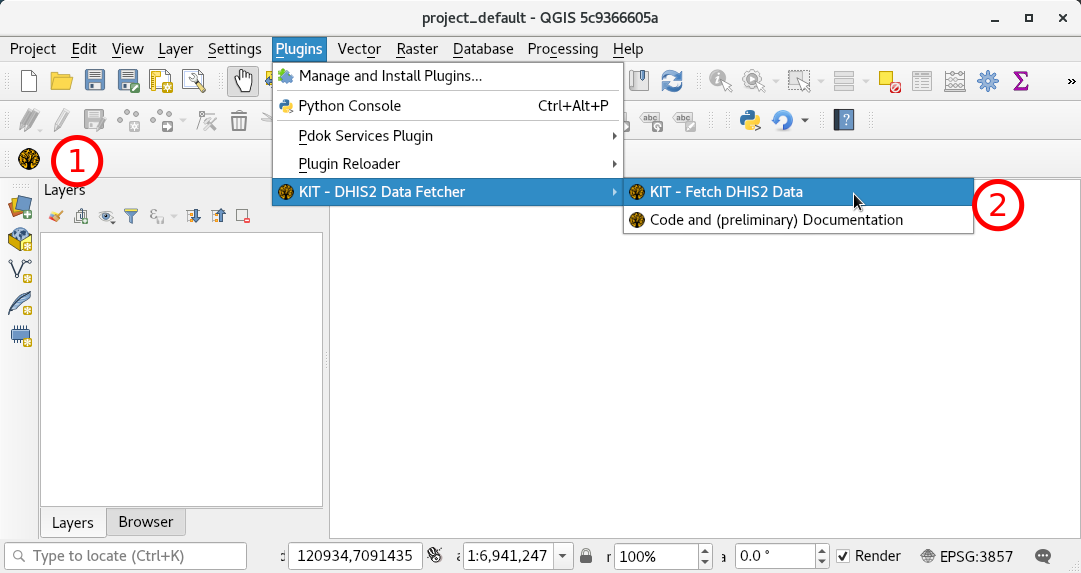 project_default - QGIS 5c9366605a
Project Edit View Layer Settings Plugins Vector Raster Database Processing Help
Manage and Install Plugins...
»
Python Console Ctrl+Alt+P
abc abc
?
Pdok Services Plugin
1
Plugin Reloader
Layers
KIT - DHIS2 Data Fetcher
KIT - Fetch DHIS2 Data
2
Code and (preliminary) Documentation
Layers Browser
Type to locate (Ctrl+K) 120934,7091435 1:6,941,247 100% 0.0 ° Render EPSG:3857